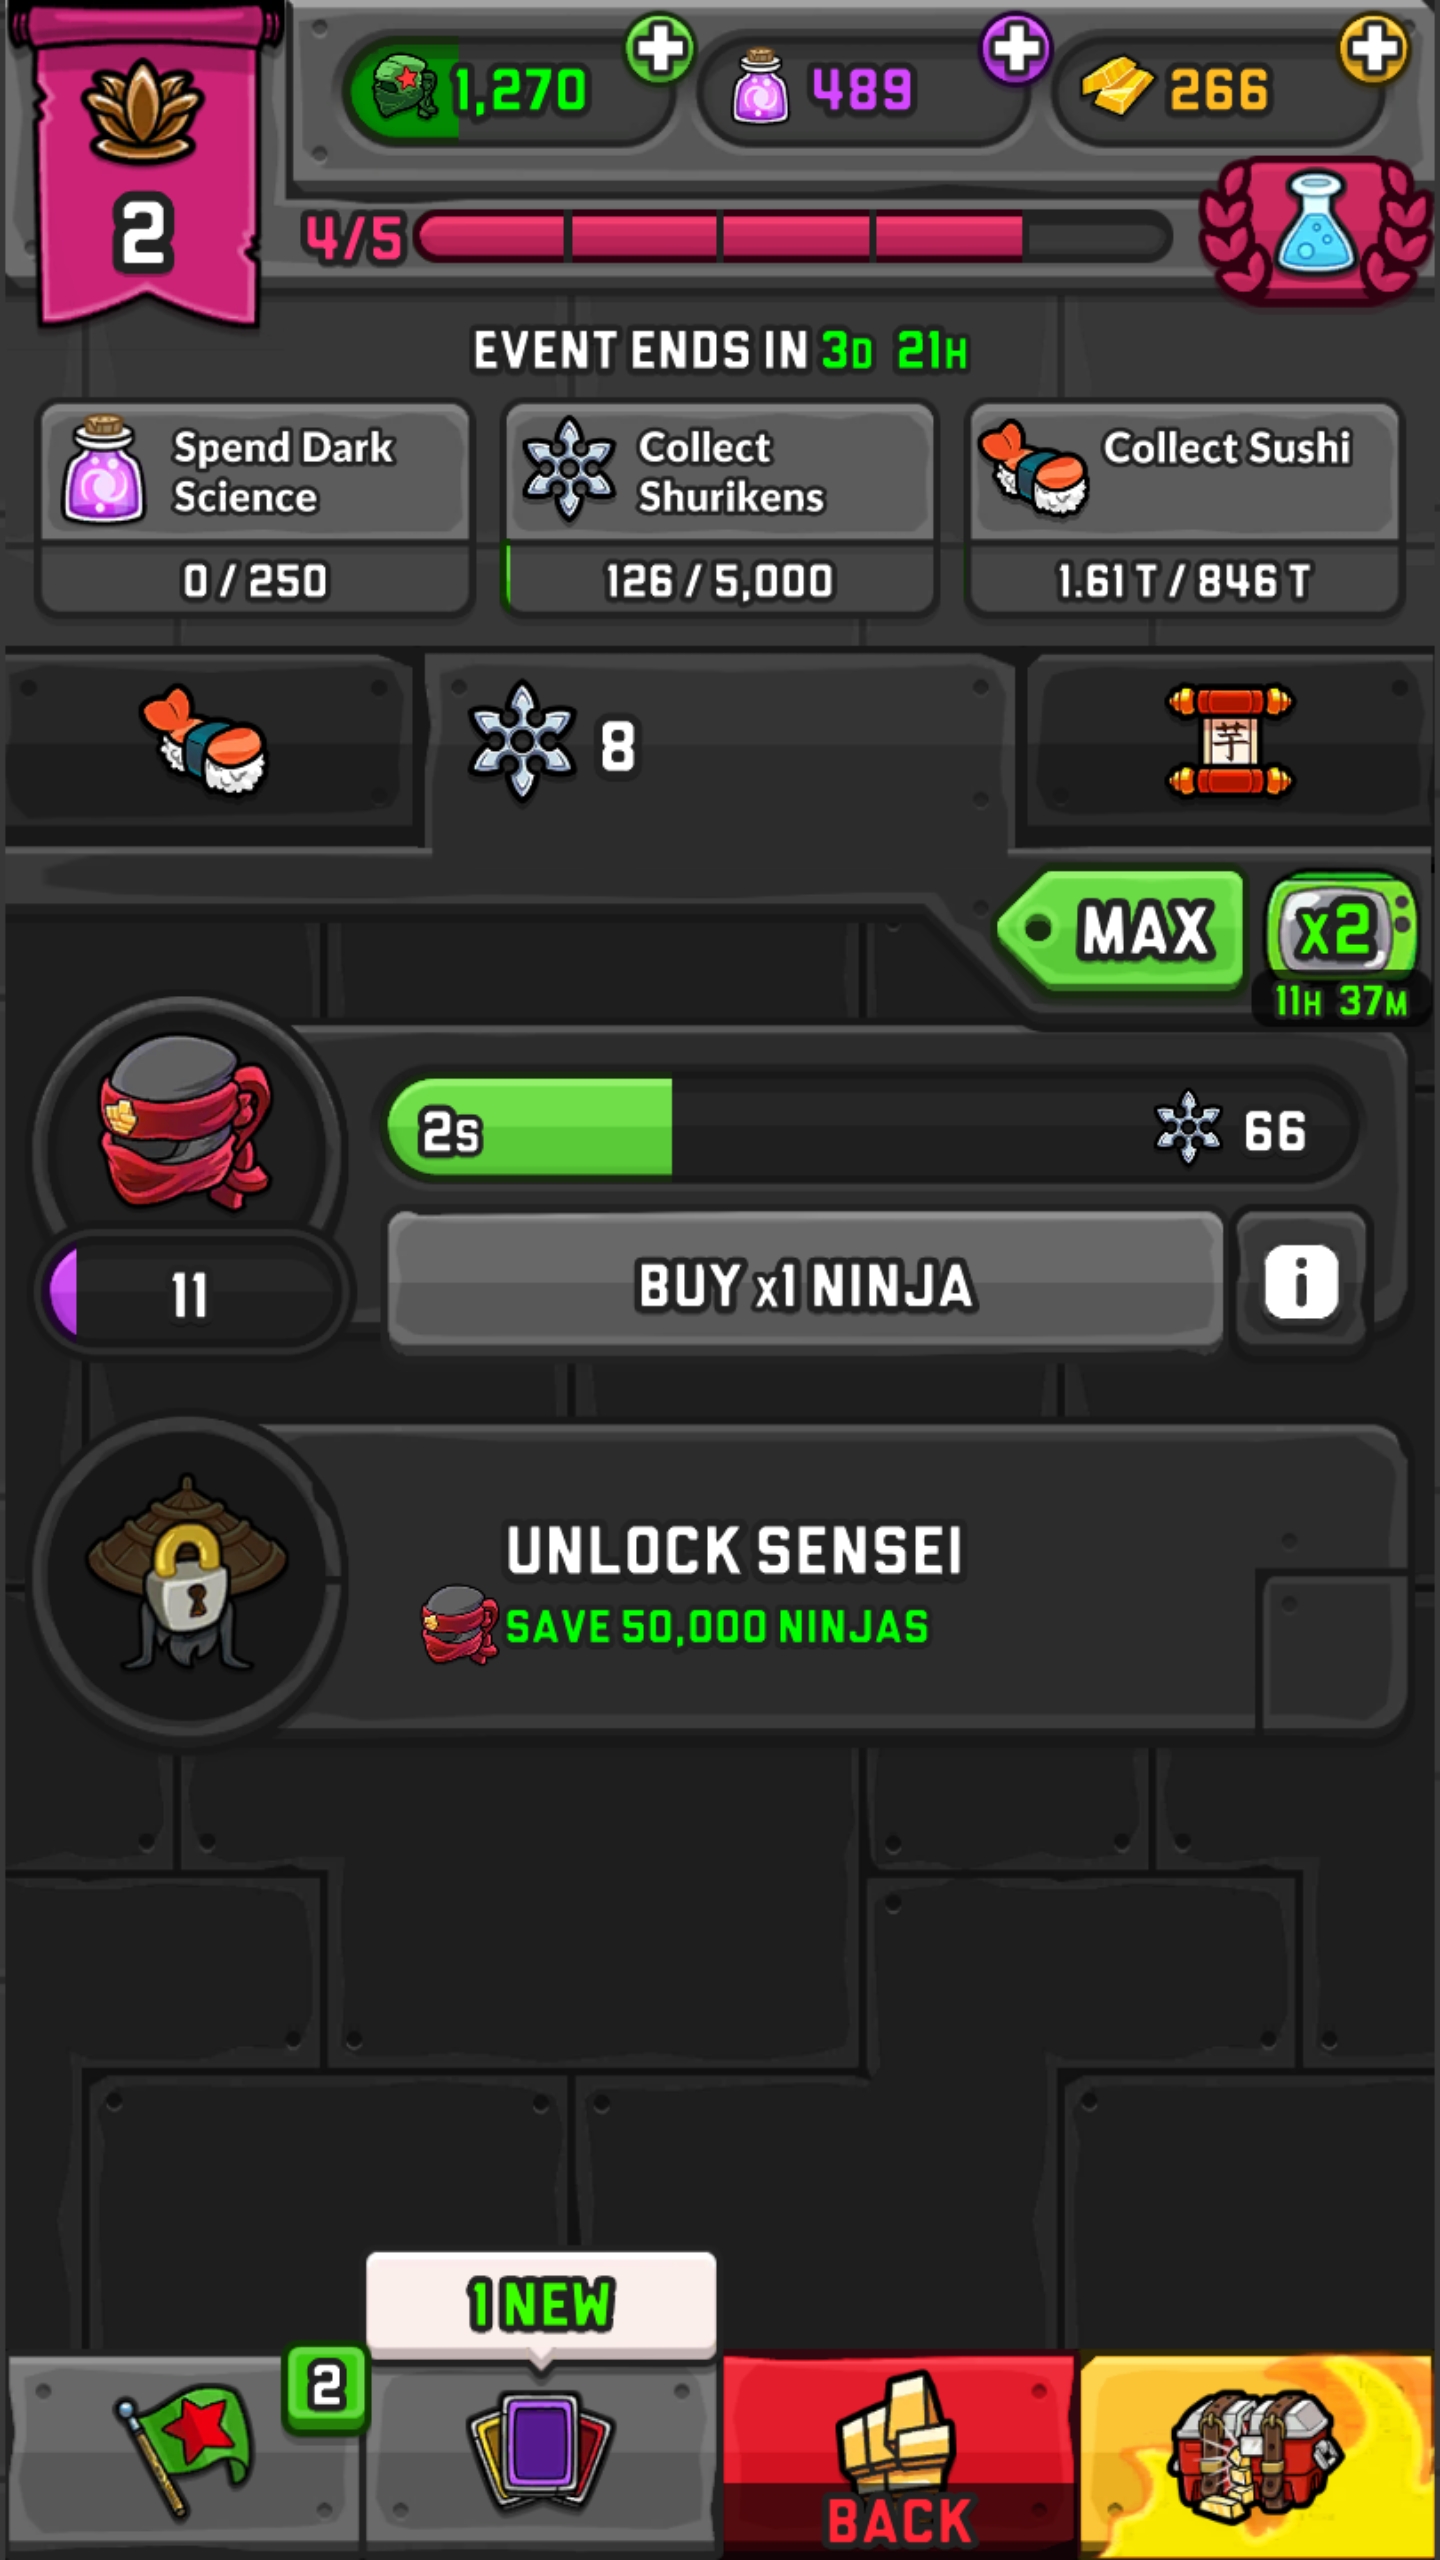 2
1,270
489
266
4/5
EVENT ENDS IN 3D 21H
Spend Dark
Science
0 / 250
Collect
Shurikens
126 / 5,000
Collect Sushi
1.61 T / 846 T
8
芋
MAX
x2
11H 37M
2s
66
11
BUY x1 NINJA
i
UNLOCK SENSEI
SAVE 50,000 NINJAS
1 NEW
2
BACK